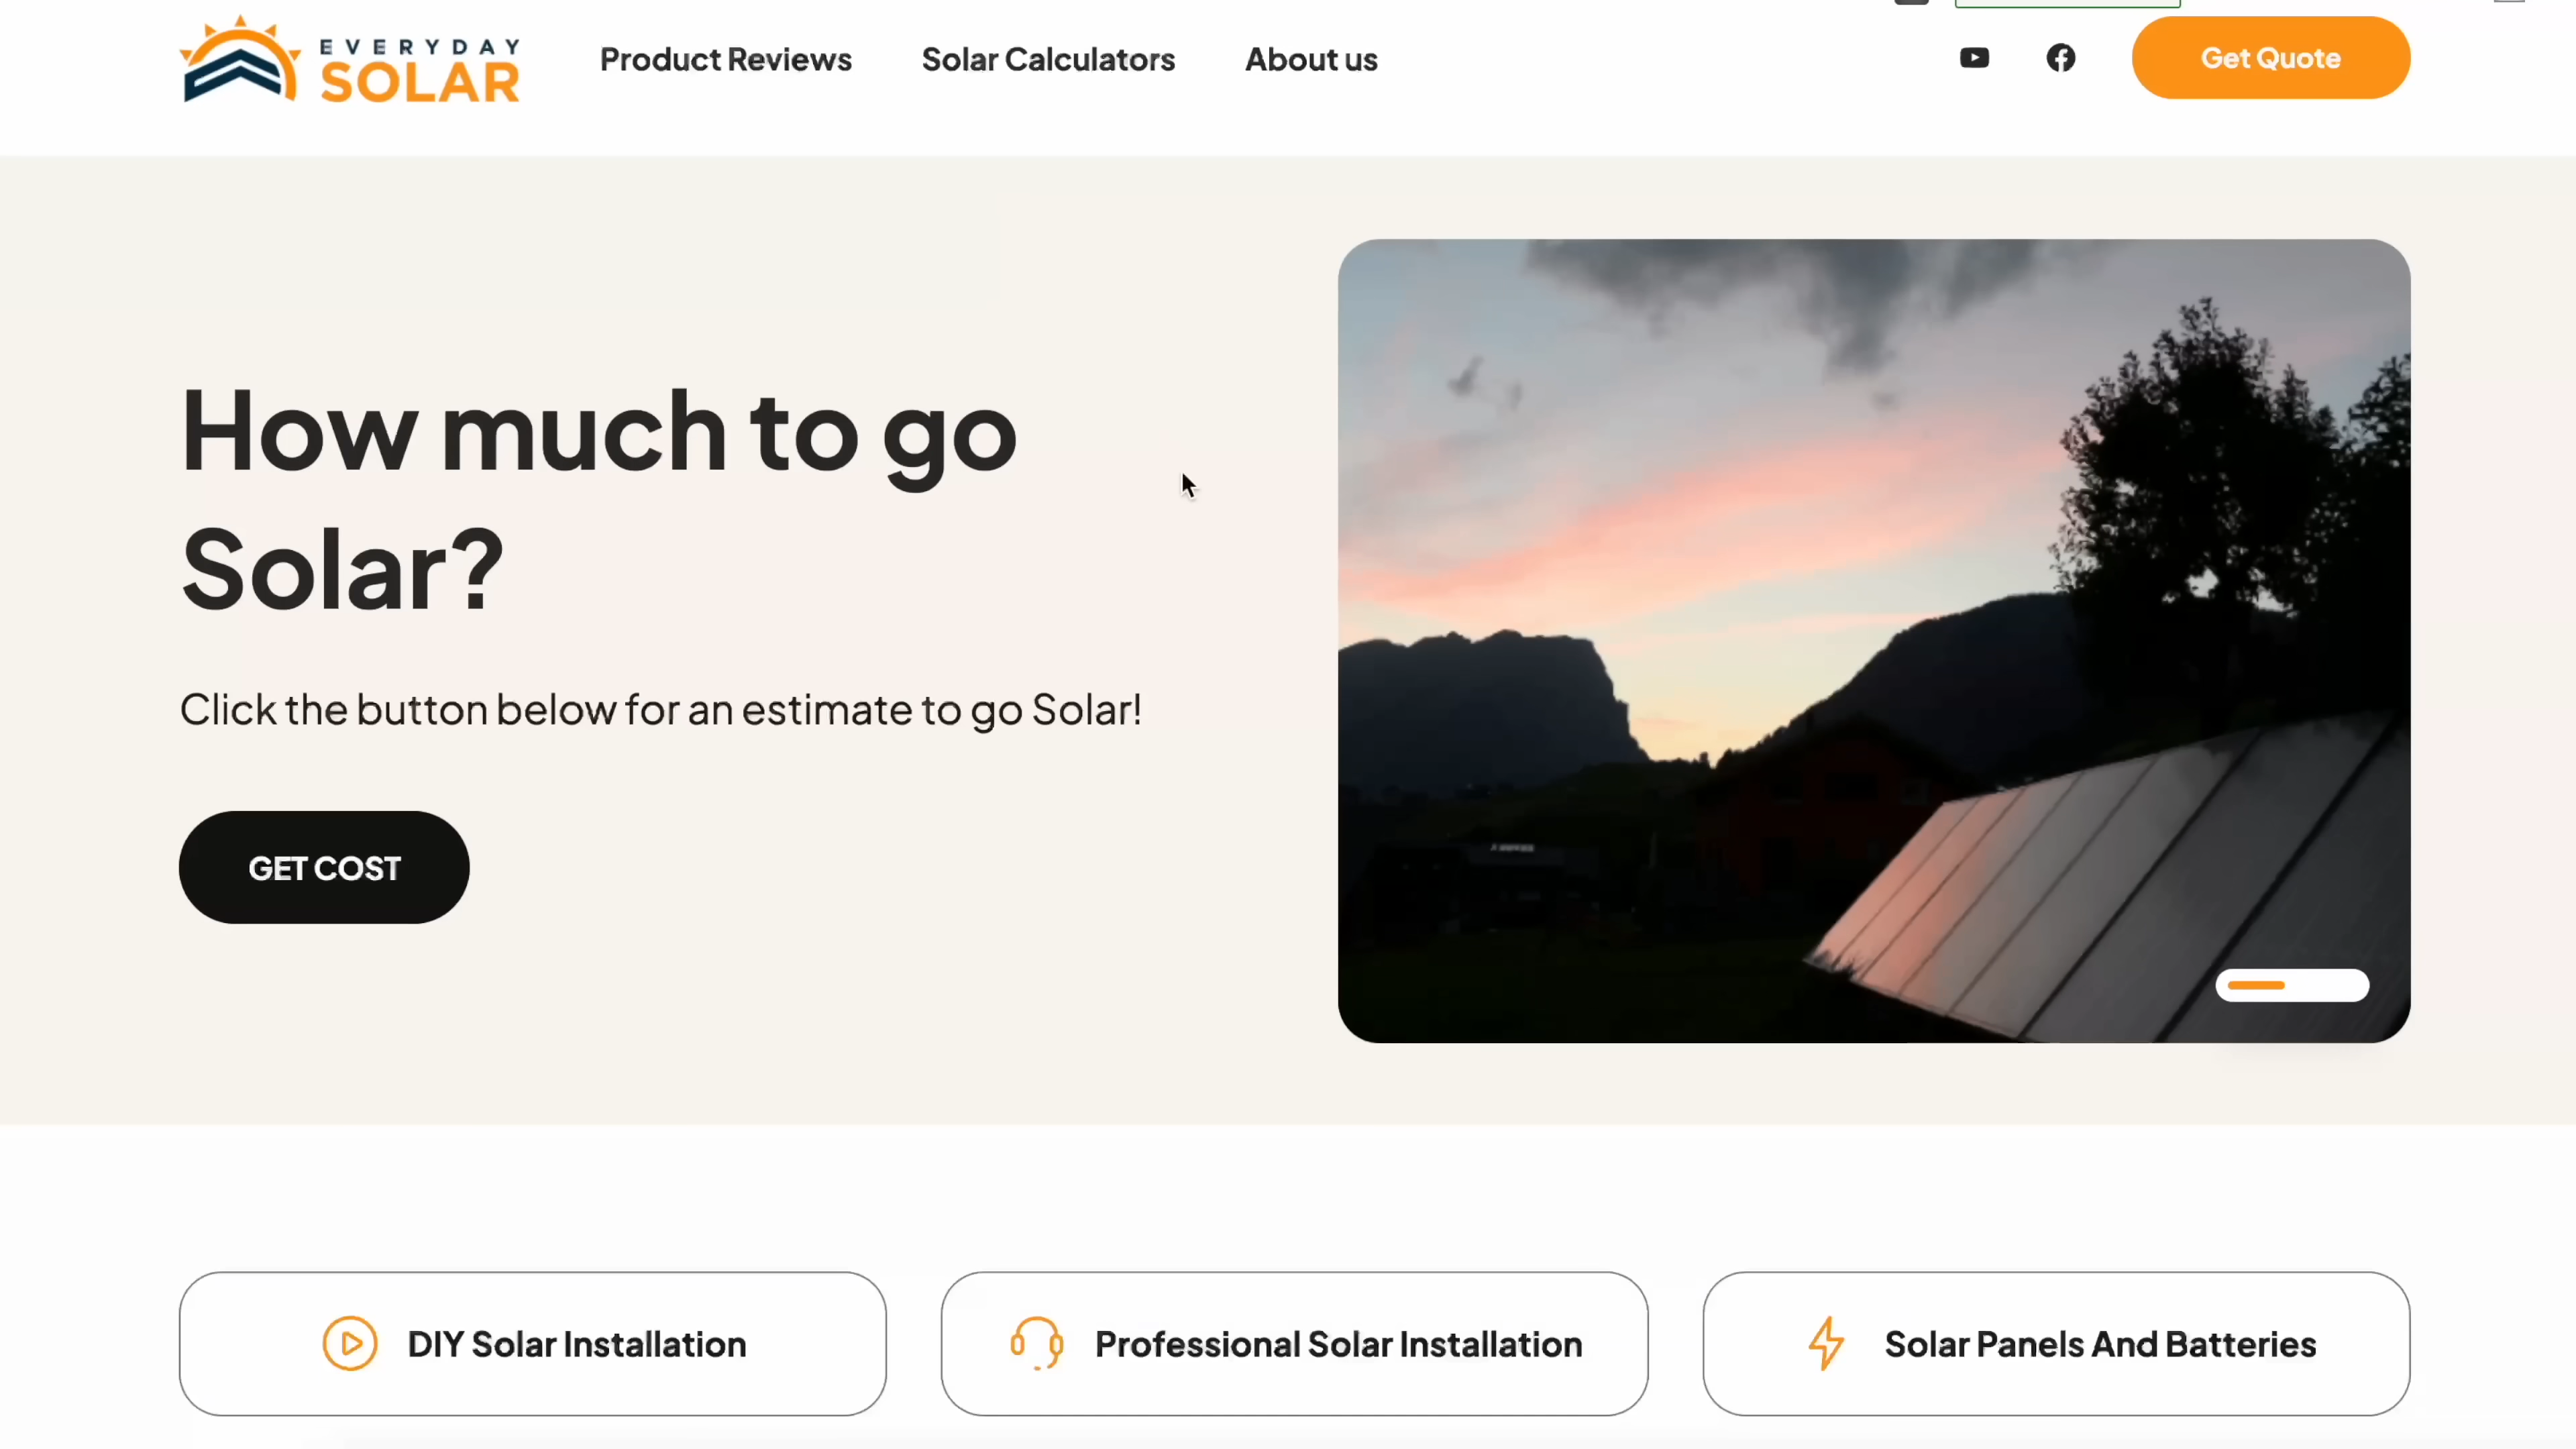 EVERYDAY
SOLAR
Product Reviews
Solar Calculators
About us
Get Quote
How much to go
Solar?
Click the button below for an estimate to go Solar!
GET COST
DIY Solar Installation
Professional Solar Installation
Solar Panels And Batteries